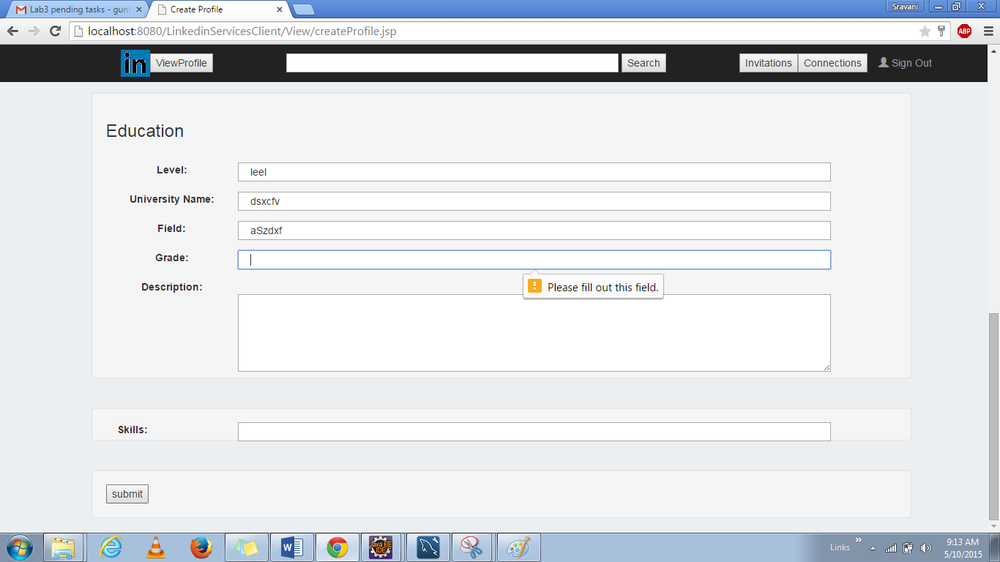 Lab3 pending tasks - gunt
Create Profile
Sravani
localhost:8080/LinkedinServicesClient/View/createProfile.jsp
ABP
in ViewProfile Search Invitations Connections Sign Out
Education
Level: leel
University Name: dsxcfv
Field: aSzdxf
Grade:
Please fill out this field.
Description:
Skills:
submit
Java EE
IDE
Links
9:13 AM
5/10/2015